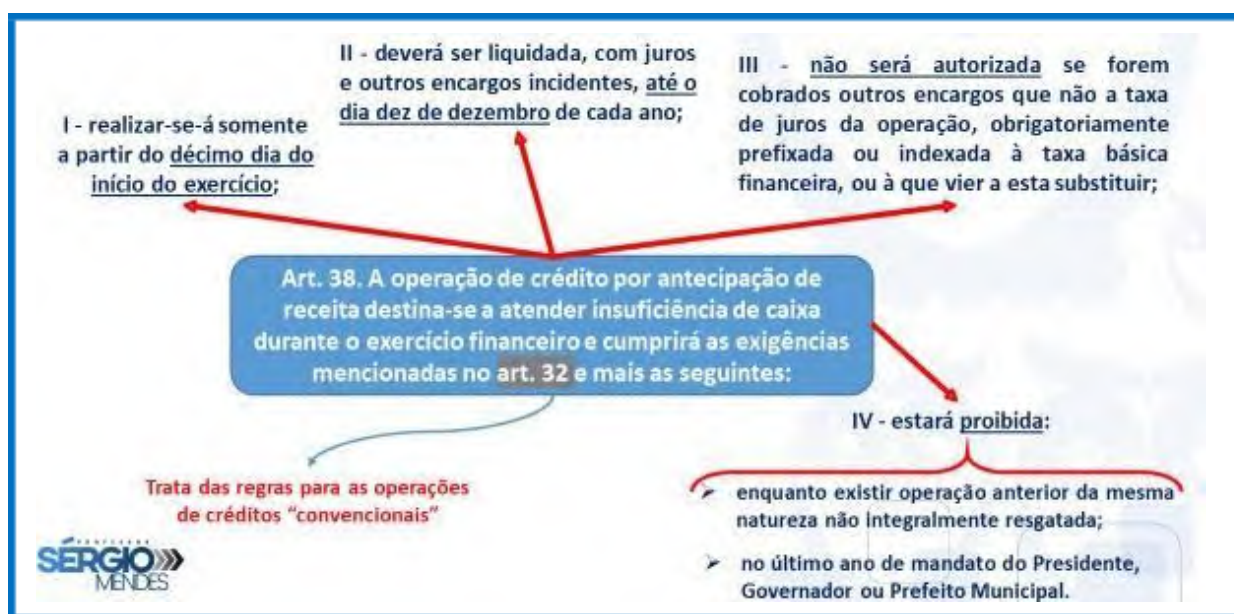 I - realizar-se-á somente
a partir do décimo dia do
início do exercício;
II - deverá ser liquidada, com juros
e outros encargos incidentes, até o
dia dez de dezembro de cada ano;
III - não será autorizada se forem
cobrados outros encargos que não a taxa
de juros da operação, obrigatoriamente
prefixada ou indexada à taxa básica
financeira, ou à que vier a esta substituir;
Art. 38. A operação de crédito por antecipação de
receita destina-se a atender insuficiência de caixa
durante o exercício financeiro e cumprirá as exigências
mencionadas no art. 32 e mais as seguintes:
IV - estará proibida:
➢ enquanto existir operação anterior da mesma
natureza não integralmente resgatada;
➢ no último ano de mandato do Presidente,
Governador ou Prefeito Municipal.
Trata das regras para as operações
de créditos “convencionais”
PROFESSOR
SÉRGIO
MENDES